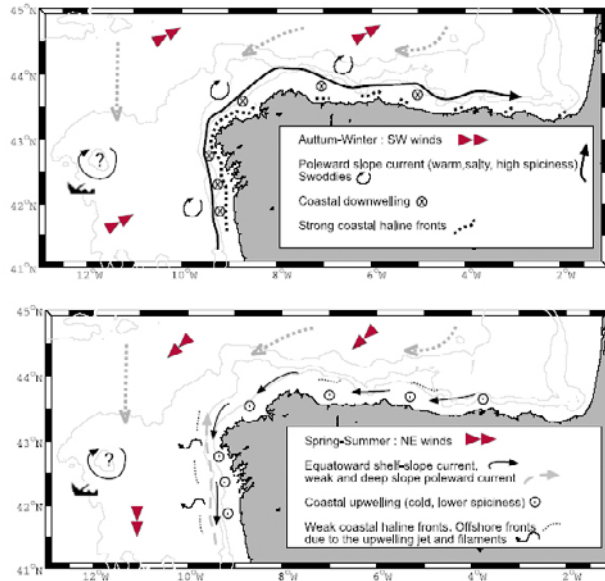 45°N
44°N
43°N
?
42°N
41°N
12°W 10°W 8°W 6°W 4°W 2°W
Auttum-Winter : SW winds
Poleward slope current (warm,salty, high spiciness)
Swoddies
Coastal downwelling
Strong coastal haline fronts
45°N
44°N
43°N
?
42°N
41°N
12°W 10°W 8°W 6°W 4°W 2°W
Spring-Summer : NE winds
Equatoward shelf-slope current,
weak and deep slope poleward current
Coastal upwelling (cold, lower spiciness)
Weak coastal haline fronts. Offshore fronts
due to the upwelling jet and filaments